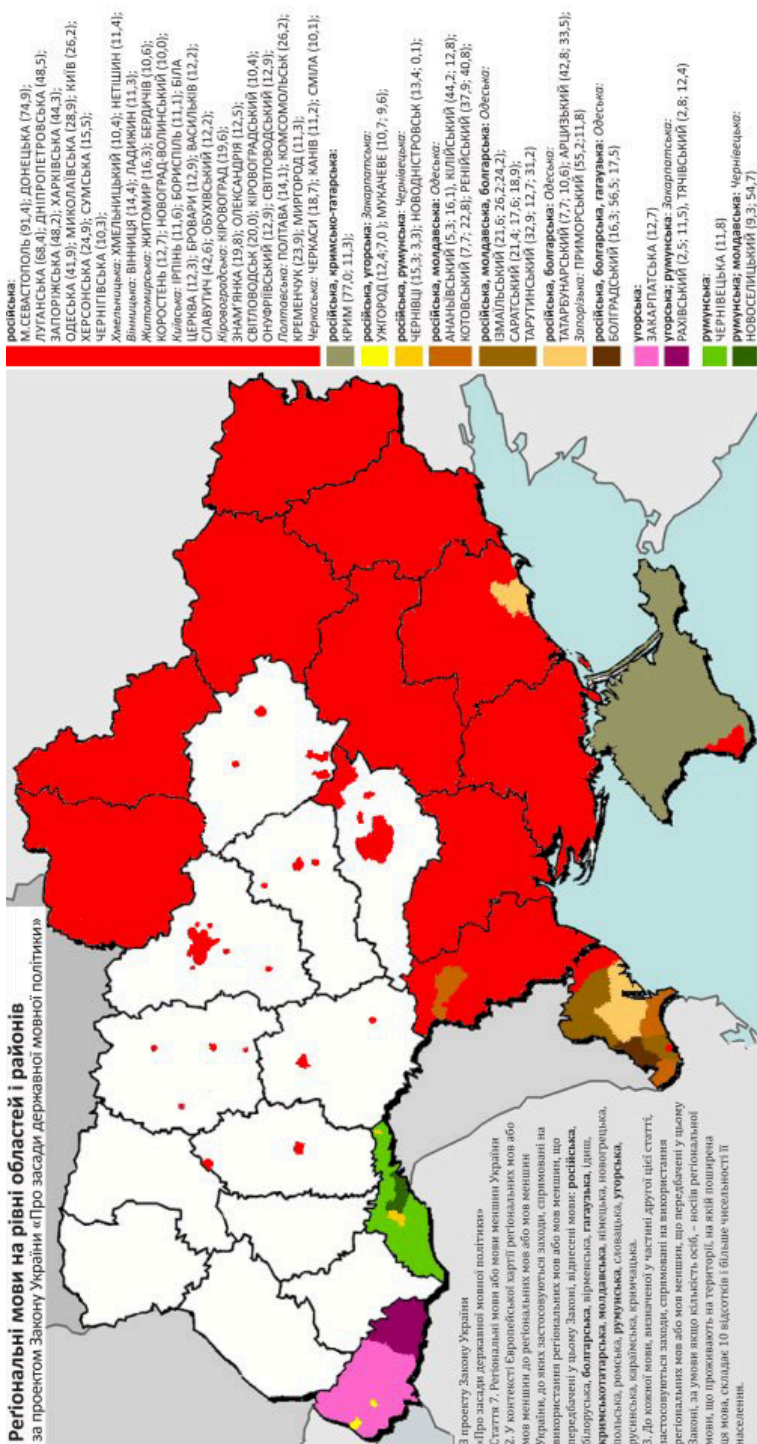 Регіональні мови на рівні областей і районів
за проектом Закону України «Про засади державної мовної політики»
З проекту Закону України
«Про засади державної мовної політики»
Стаття 7. Регіональні мови або мови меншин України
2. У контексті Європейської хартії регіональних мов або
мов меншин до регіональних мов або мов меншин
України, до яких застосовуються заходи, спрямовані на
використання регіональних мов або мов меншин, що
передбачені у цьому Законі, віднесені мови: російська,
білоруська, болгарська, вірменська, гагаузька, ідиш,
кримськотатарська, молдавська, німецька, новогрецька,
польська, ромська, румунська, словацька, угорська,
русинська, караїмська, кримчацька.
3. До кожної мови, визначеної у частині другої цієї статті,
застосовуються заходи, спрямовані на використання
регіональних мов або мов меншин, що передбачені у цьому
Законі, за умови якщо кількість осіб, – носіїв регіональної
мови, що проживають на території, на якій поширена
ця мова, складає 10 відсотків і більше чисельності її
населення.
російська:
М.СЕВАСТОПОЛЬ (91,4); ДОНЕЦЬКА (74,9);
ЛУГАНСЬКА (68,4); ДНІПРОПЕТРОВСЬКА (48,5);
ЗАПОРІЖСЬКА (48,2); ХАРКІВСЬКА (44,3);
ОДЕСЬКА (41,9); МИКОЛАЇВСЬКА (28,9); КИЇВ (26,2);
ХЕРСОНСЬКА (24,9); СУМСЬКА (15,5);
ЧЕРНІГІВСЬКА (10,3);
Хмельницька: ХМЕЛЬНИЦЬКИЙ (10,4); НЕТІШИН (11,4);
Вінницька: ВІННИЦЯ (14,4); ЛАДИЖИН (11,3);
Житомирська: ЖИТОМИР (16,3); БЕРДИЧІВ (10,6);
КОРОСТЕНЬ (12,7); НОВОГРАД-ВОЛИНСЬКИЙ (10,0);
Київська: ІРПІНЬ (11,6); БОРИСПІЛЬ (11,1); БІЛА
ЦЕРКВА (12,3); БРОВАРИ (12,9); ВАСИЛЬКІВ (12,2);
СЛАВУТИЧ (42,6); ОБУХІВСЬКИЙ (12,2);
Кіровоградська: КІРОВОГРАД (19,6);
ЗНАМ'ЯНКА (19,8); ОЛЕКСАНДРІЯ (12,5);
СВІТЛОВОДСЬК (20,0); КІРОВОГРАДСЬКИЙ (10,4);
ОНУФРІЇВСЬКИЙ (12,9); СВІТЛОВОДСЬКИЙ (12,9);
Полтавська: ПОЛТАВА (14,1); КОМСОМОЛЬСЬК (26,2);
КРЕМЕНЧУК (23,9); МИРГОРОД (11,3);
Черкаська: ЧЕРКАСИ (18,7); КАНІВ (11,2); СМІЛА (10,1);
російська, кримсько-татарська:
КРИМ (77,0; 11,3);
російська, угорська: Закарпатська:
УЖГОРОД (12,4;7,0 ); МУКАЧЕВЕ (10,7; 9,6);
російська, румунська: Чернівецька:
ЧЕРНІВЦІ (15,3; 3,3); НОВОДНІСТРОВСЬК (13,4; 0,1);
російська, молдавська: Одеська:
АНАНЬЇВСЬКИЙ (5,3; 16,1), КІЛІЙСЬКИЙ (44,2; 12,8);
КОТОВСЬКИЙ (7,7; 22,8); РЕНІЙСЬКИЙ (37,9; 40,8);
російська, молдавська, болгарська: Одеська:
ІЗМАЇЛЬСЬКИЙ (21,6; 26,2;24,2);
САРАТСЬКИЙ (21,4; 17,6; 18,9);
ТАРУТИНСЬКИЙ (32,9; 12,7; 31,2)
російська, болгарська: Одеська:
ТАТАРБУНАРСЬКИЙ (7,7; 10,6); АРЦИЗЬКИЙ (42,8; 33,5);
Запорізька: ПРИМОРСЬКИЙ (55,2;11,8)
російська, болгарська, гагаузька: Одеська:
БОЛГРАДСЬКИЙ (16,3; 56,5; 17,5)
угорська:
ЗАКАРПАТСЬКА (12,7)
угорська; румунська: Закарпатська:
РАХІВСЬКИЙ (2,5; 11,5), ТЯЧІВСЬКИЙ (2,8; 12,4)
румунська:
ЧЕРНІВЕЦЬКА (11,8)
румунська; молдавська: Чернівецька:
НОВОСЕЛИЦЬКИЙ (9,3; 54,7)